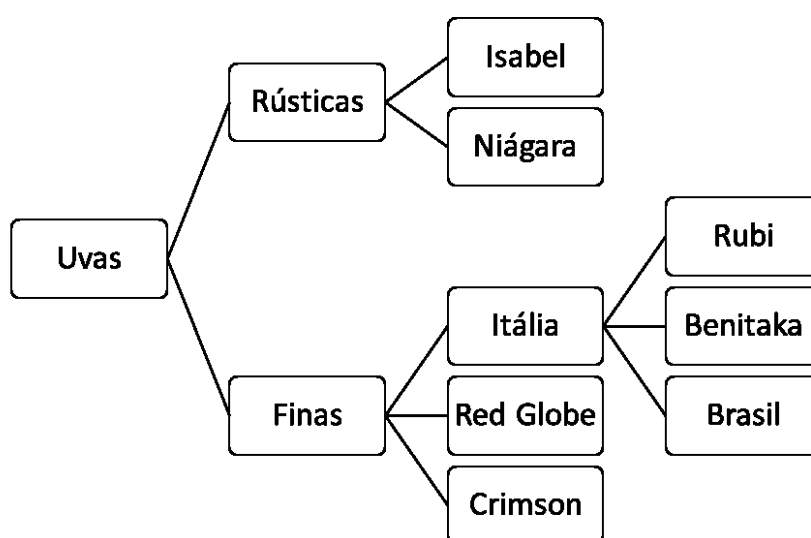 Isabel
Rústicas
Niágara
Uvas
Rubi
Itália
Benitaka
Finas
Red Globe
Brasil
Crimson